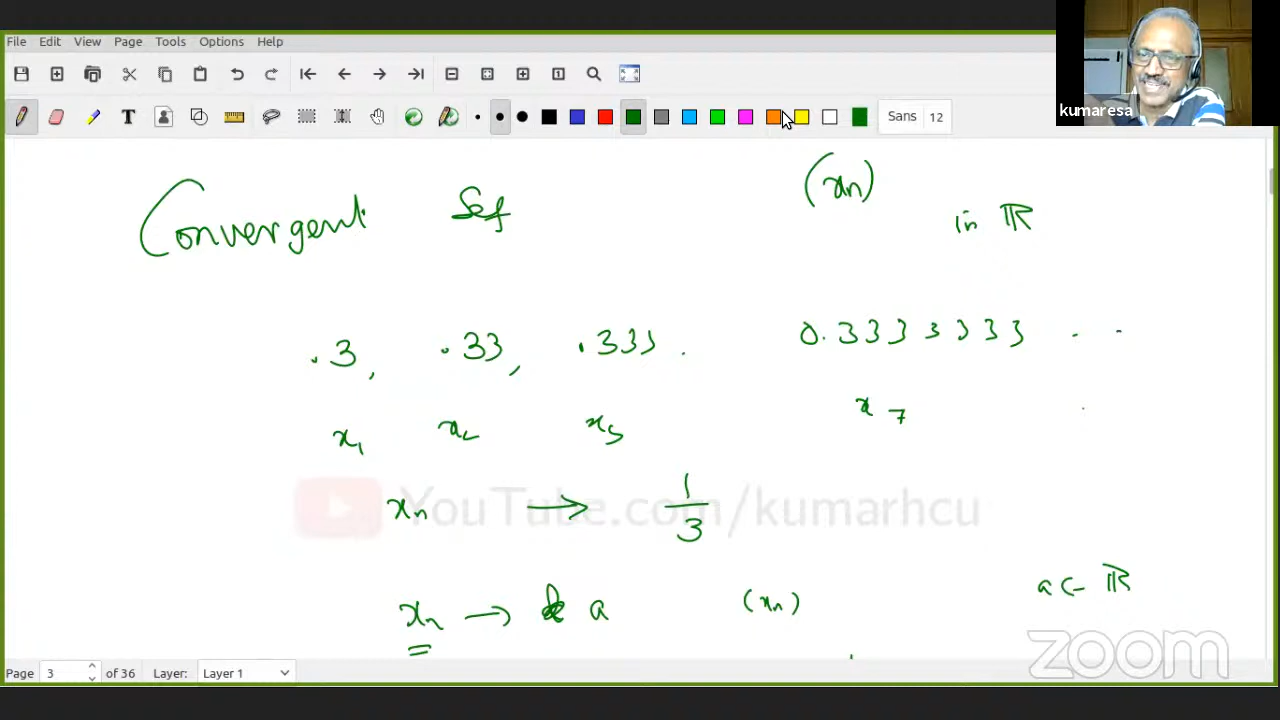 File Edit View Page Tools Options Help
kumaresa
Sans 12
Convergent Seq (xn) in ℝ
.3, .33, .333. 0.3333333 . .
x1 x2 x3 x7
YouTube.com/kumarhcu
xn → 1/3
xn → a (xn) a ∈ ℝ
zoom
Page 3 of 36 Layer: Layer 1